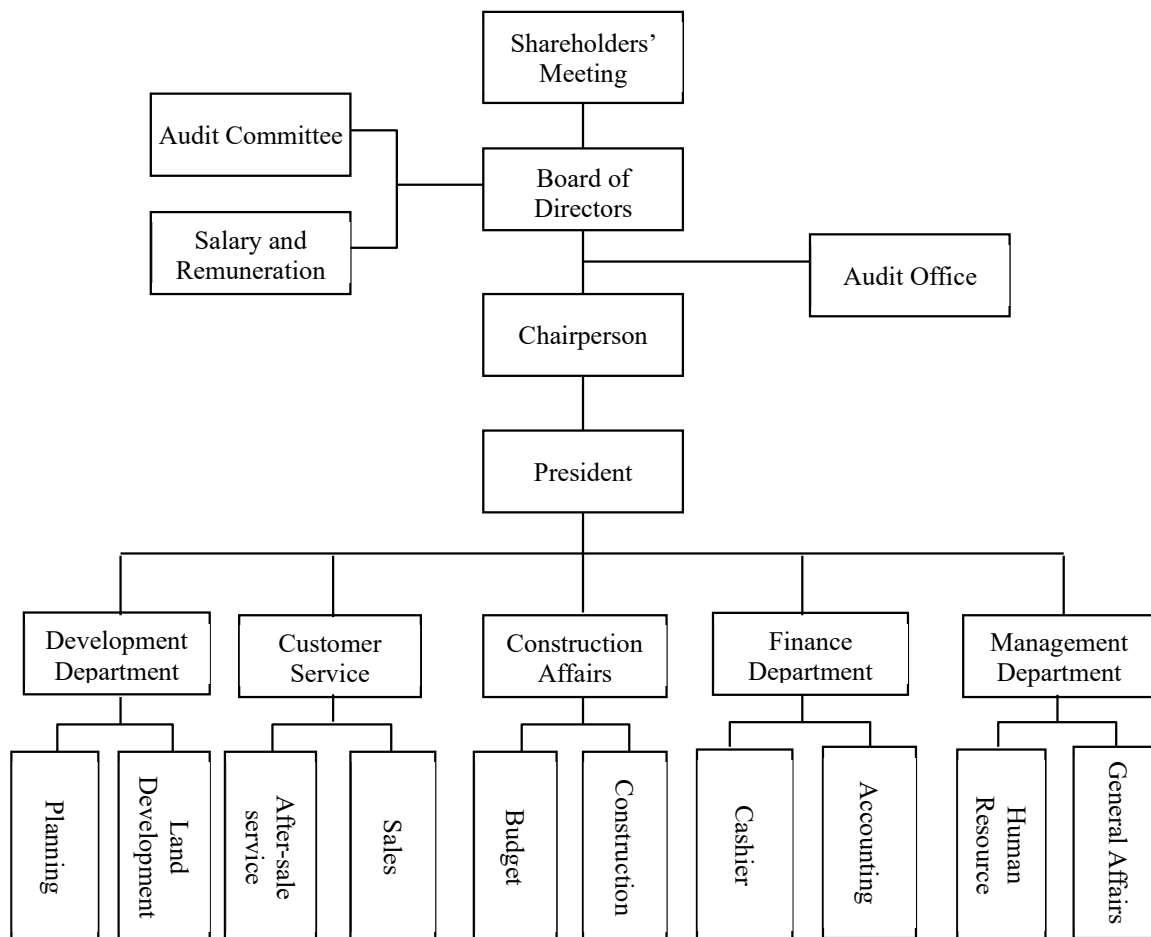 Shareholders’
Meeting
Audit Committee
Board of
Directors
Salary and
Remuneration
Audit Office
Chairperson
President
Development
Department
Customer
Service
Construction
Affairs
Finance
Department
Management
Department
Planning
Land
Development
After-sale
service
Sales
Budget
Construction
Cashier
Accounting
Human
Resource
General Affairs